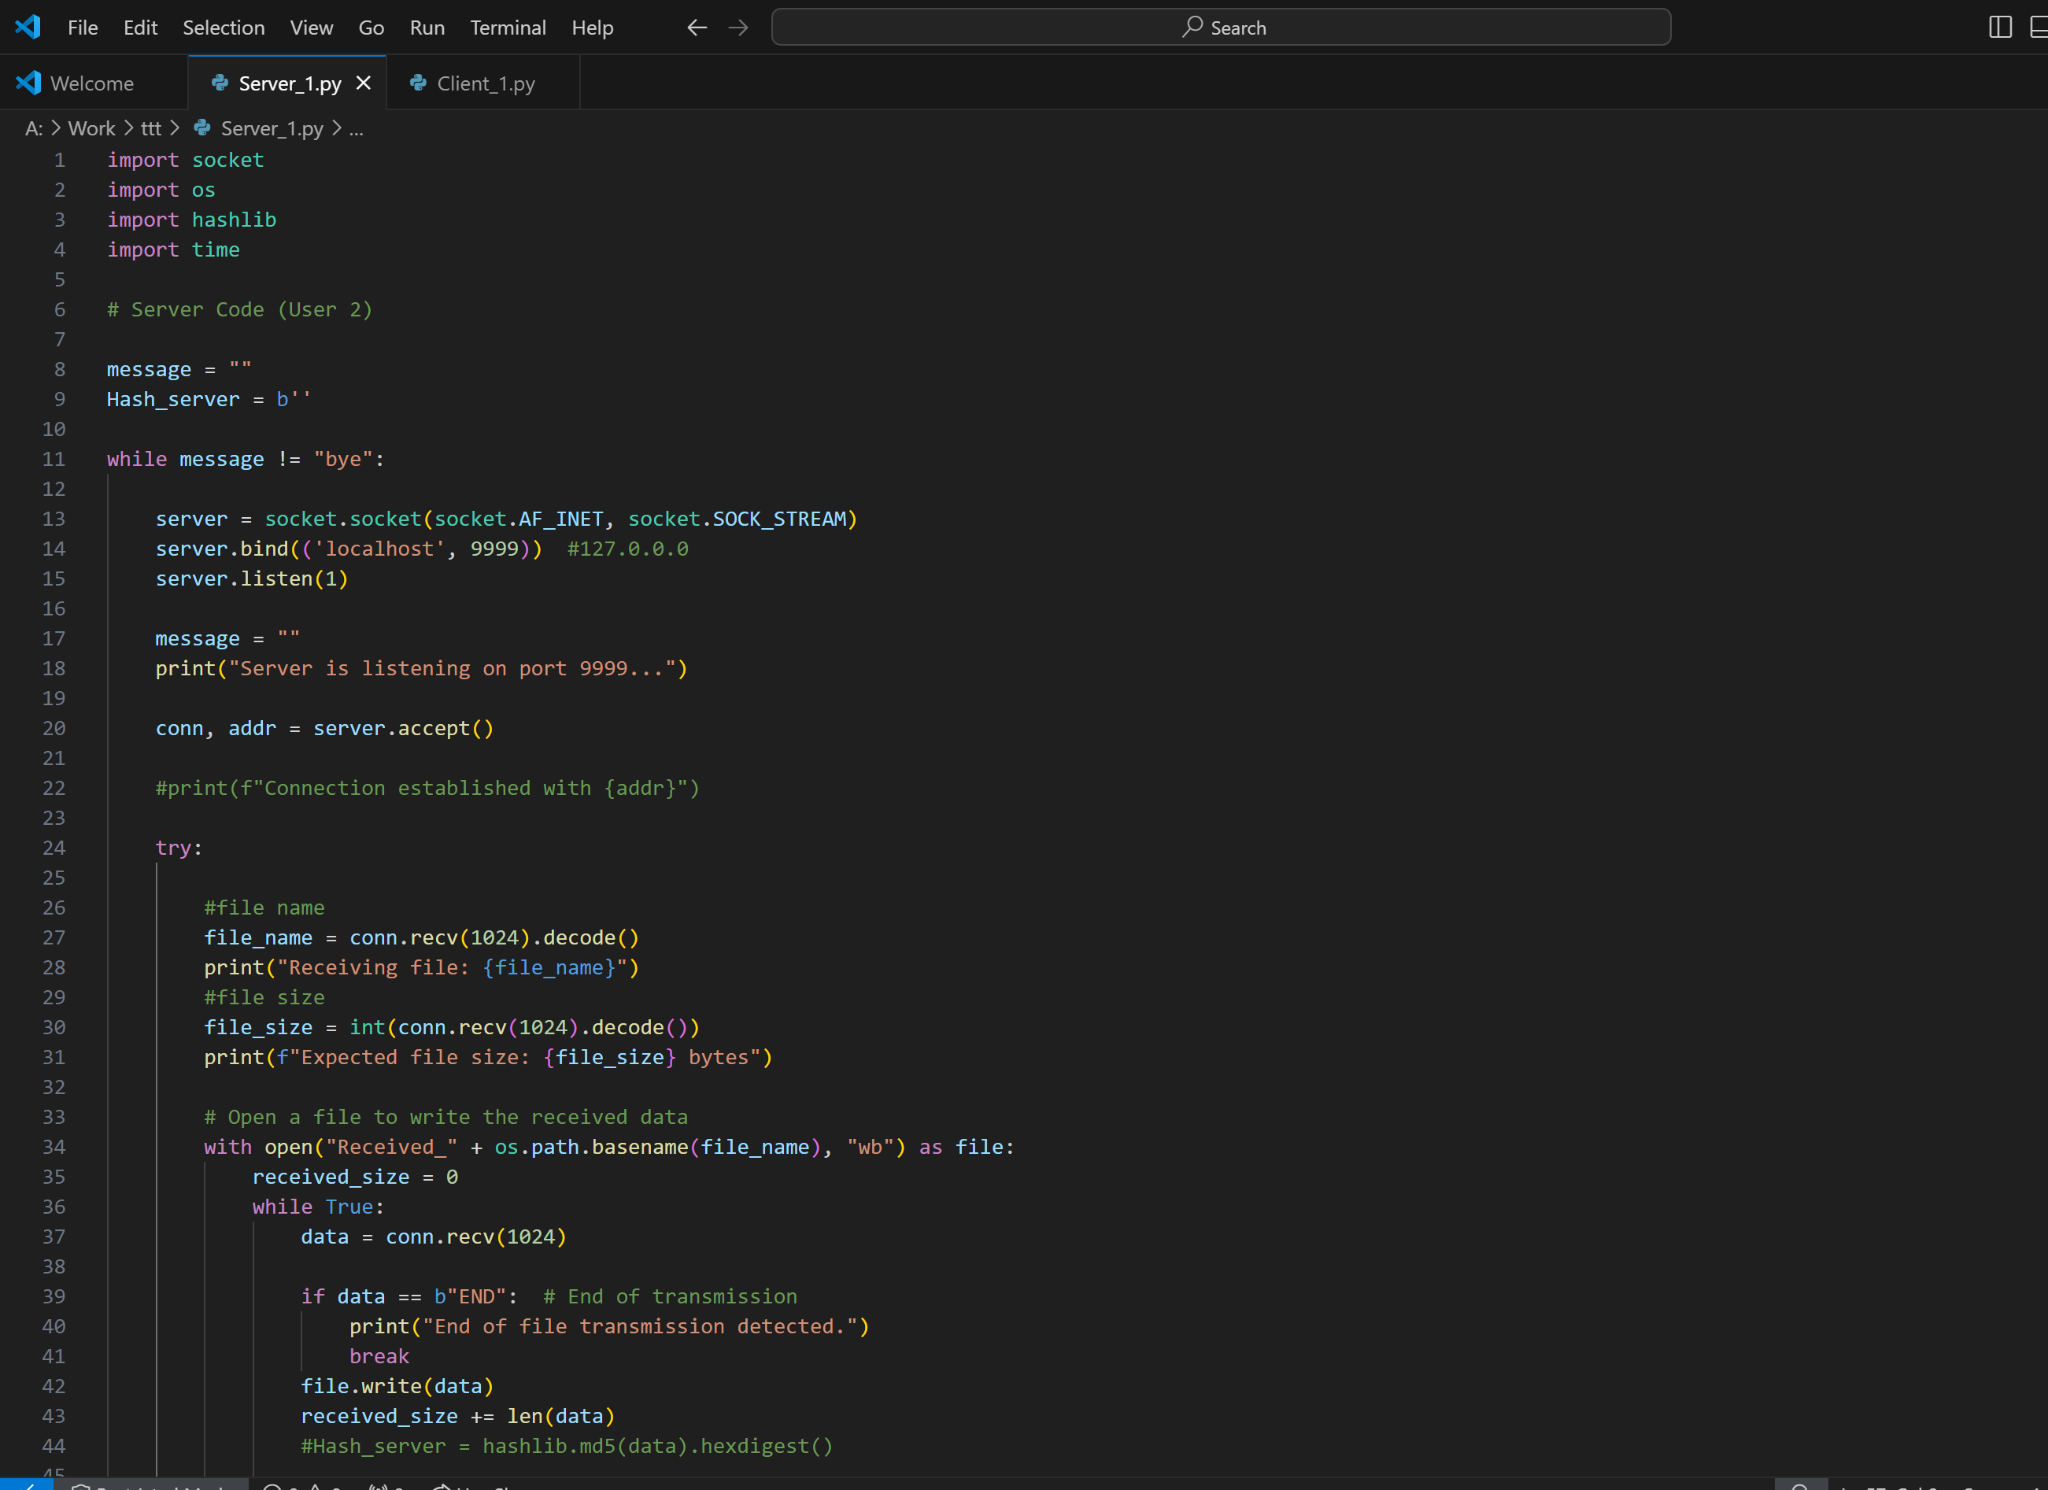 File Edit Selection View Go Run Terminal Help Search
Welcome Server_1.py Client_1.py
A: > Work > ttt > Server_1.py > ...
1 import socket
2 import os
3 import hashlib
4 import time
5
6 # Server Code (User 2)
7
8 message = ""
9 Hash_server = b''
10
11 while message != "bye":
12
13 server = socket.socket(socket.AF_INET, socket.SOCK_STREAM)
14 server.bind(('localhost', 9999)) #127.0.0.0
15 server.listen(1)
16
17 message = ""
18 print("Server is listening on port 9999...")
19
20 conn, addr = server.accept()
21
22 #print(f"Connection established with {addr}")
23
24 try:
25
26 #file name
27 file_name = conn.recv(1024).decode()
28 print("Receiving file: {file_name}")
29 #file size
30 file_size = int(conn.recv(1024).decode())
31 print(f"Expected file size: {file_size} bytes")
32
33 # Open a file to write the received data
34 with open("Received_" + os.path.basename(file_name), "wb") as file:
35 received_size = 0
36 while True:
37 data = conn.recv(1024)
38
39 if data == b"END": # End of transmission
40 print("End of file transmission detected.")
41 break
42 file.write(data)
43 received_size += len(data)
44 #Hash_server = hashlib.md5(data).hexdigest()
45